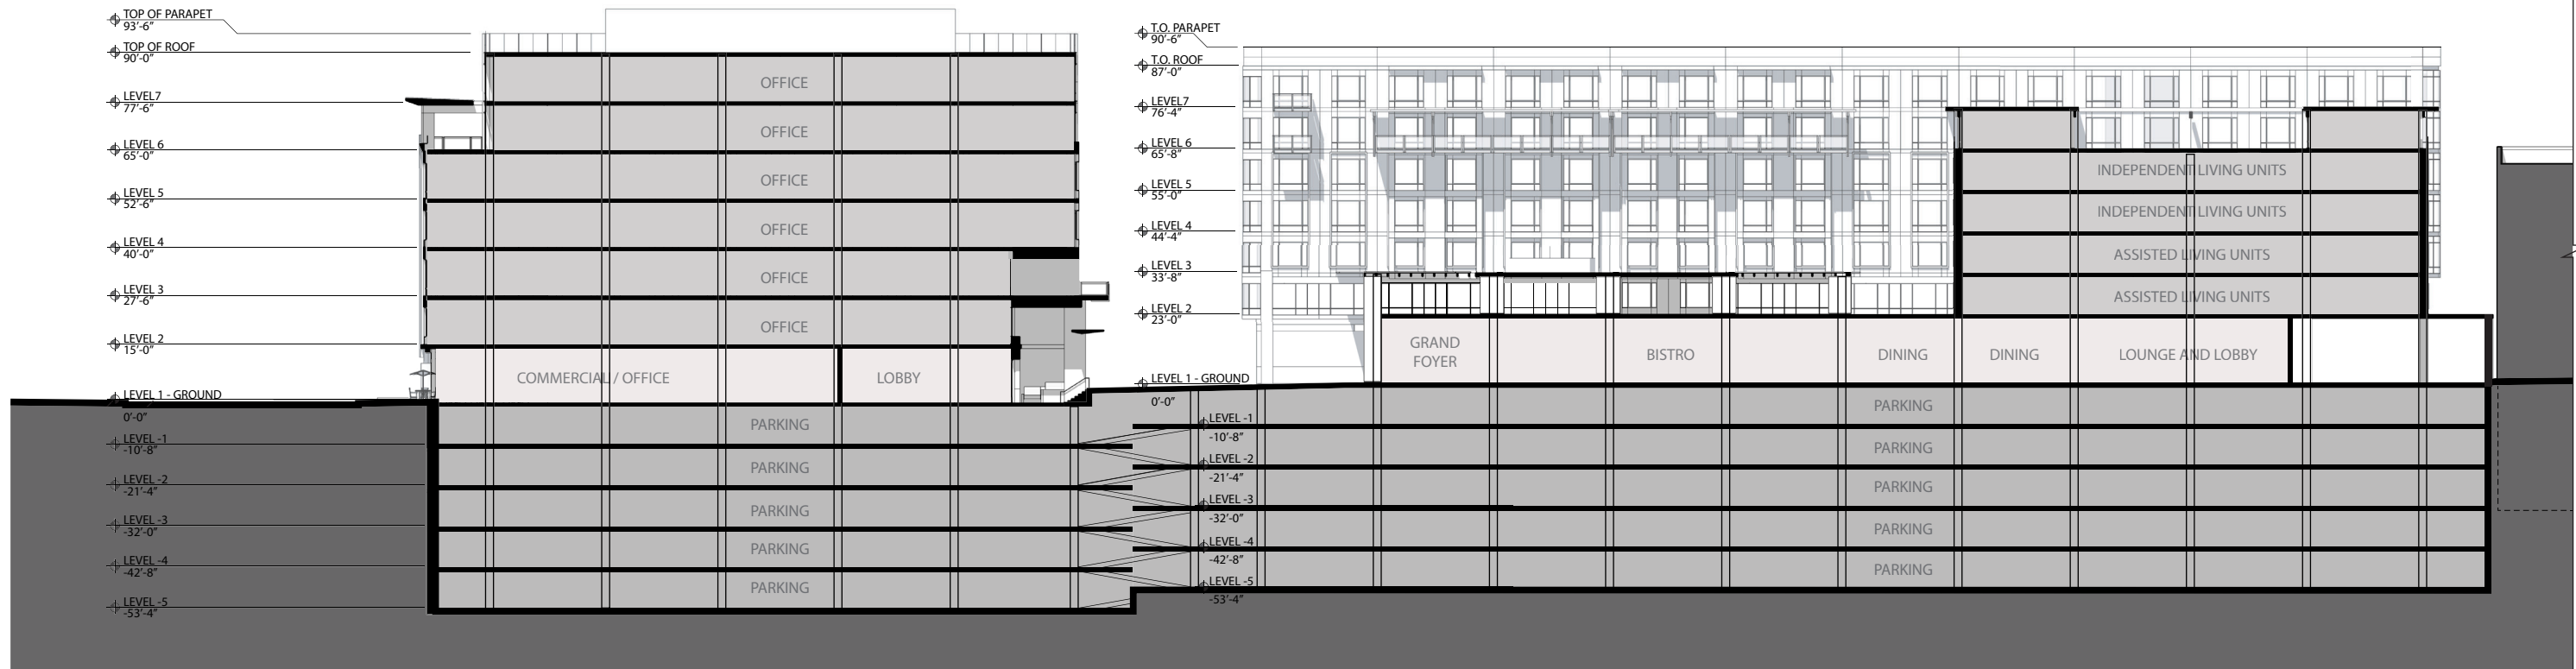 TOP OF PARAPET
93'-6"
TOP OF ROOF
90'-0"
LEVEL7
77'-6"
LEVEL 6
65'-0"
LEVEL 5
52'-6"
LEVEL 4
40'-0"
LEVEL 3
27'-6"
LEVEL 2
15'-0"
LEVEL 1 - GROUND
0'-0"
LEVEL -1
-10'-8"
LEVEL -2
-21'-4"
LEVEL -3
-32'-0"
LEVEL -4
-42'-8"
LEVEL -5
-53'-4"
OFFICE
OFFICE
OFFICE
OFFICE
OFFICE
OFFICE
COMMERCIAL / OFFICE
LOBBY
PARKING
PARKING
PARKING
PARKING
PARKING
T.O. PARAPET
90'-6"
T.O. ROOF
87'-0"
LEVEL7
76'-4"
LEVEL 6
65'-8"
LEVEL 5
55'-0"
LEVEL 4
44'-4"
LEVEL 3
33'-8"
LEVEL 2
23'-0"
LEVEL 1 - GROUND
0'-0"
LEVEL -1
-10'-8"
LEVEL -2
-21'-4"
LEVEL -3
-32'-0"
LEVEL -4
-42'-8"
LEVEL -5
-53'-4"
INDEPENDENT LIVING UNITS
INDEPENDENT LIVING UNITS
ASSISTED LIVING UNITS
ASSISTED LIVING UNITS
GRAND
FOYER
BISTRO
DINING
DINING
LOUNGE AND LOBBY
PARKING
PARKING
PARKING
PARKING
PARKING